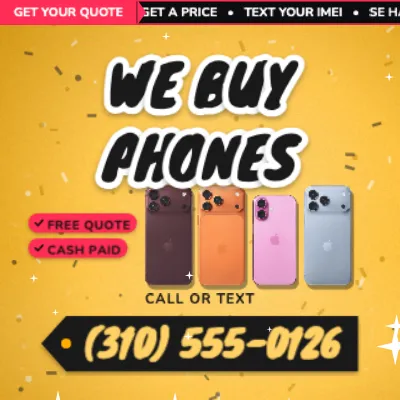 GET YOUR QUOTE GET A PRICE • TEXT YOUR IMEI •
WE BUY
PHONES
✓ FREE QUOTE
✓ CASH PAID
CALL OR TEXT
(310) 555-0126